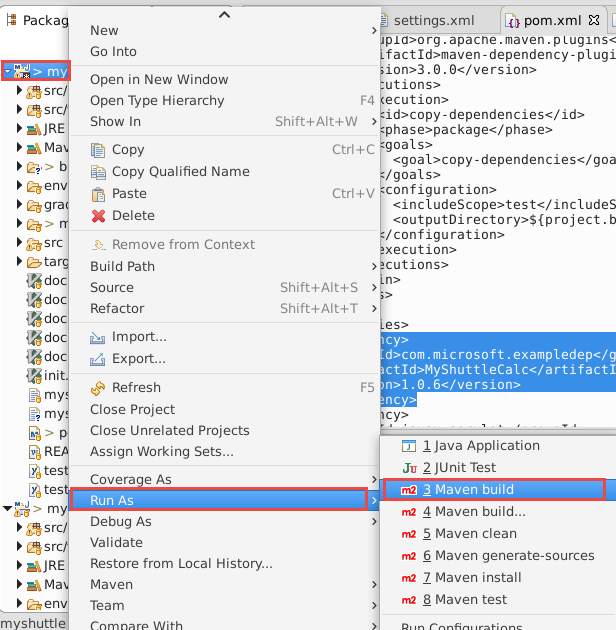 Packag
> my
src/
src/
JRE
Mav
> b
env
grad
> m
src
targ
doc
doc
doc
doc
doc
init.
mys
mys
> p
REA
test
test
> my
src/
src/
JRE
Mav
env
myshuttle
New
Go Into
Open in New Window
Open Type Hierarchy F4
Show In Shift+Alt+W
Copy Ctrl+C
Copy Qualified Name
Paste Ctrl+V
Delete
Remove from Context
Build Path
Source Shift+Alt+S
Refactor Shift+Alt+T
Import...
Export...
Refresh F5
Close Project
Close Unrelated Projects
Assign Working Sets...
Coverage As
Run As
Debug As
Validate
Restore from Local History...
Maven
Team
Compare With
settings.xml
pom.xml
upId>org.apache.maven.plugins<
ifactId>maven-dependency-plugin
sion>3.0.0</version>
cutions>
xecution>
<id>copy-dependencies</id>
<phase>package</phase>
<goals>
<goal>copy-dependencies</goa
</goals>
<configuration>
<includeScope>test</includeS
<outputDirectory>${project.b
</configuration>
execution>
ecutions>
in>
s>
ies>
ncy>
Id>com.microsoft.exampledep</g
actId>MyShuttleCalc</artifactI
on>1.0.6</version>
ency>
ncy>
1 Java Application
2 JUnit Test
3 Maven build
4 Maven build...
5 Maven clean
6 Maven generate-sources
7 Maven install
8 Maven test
Run Configurations